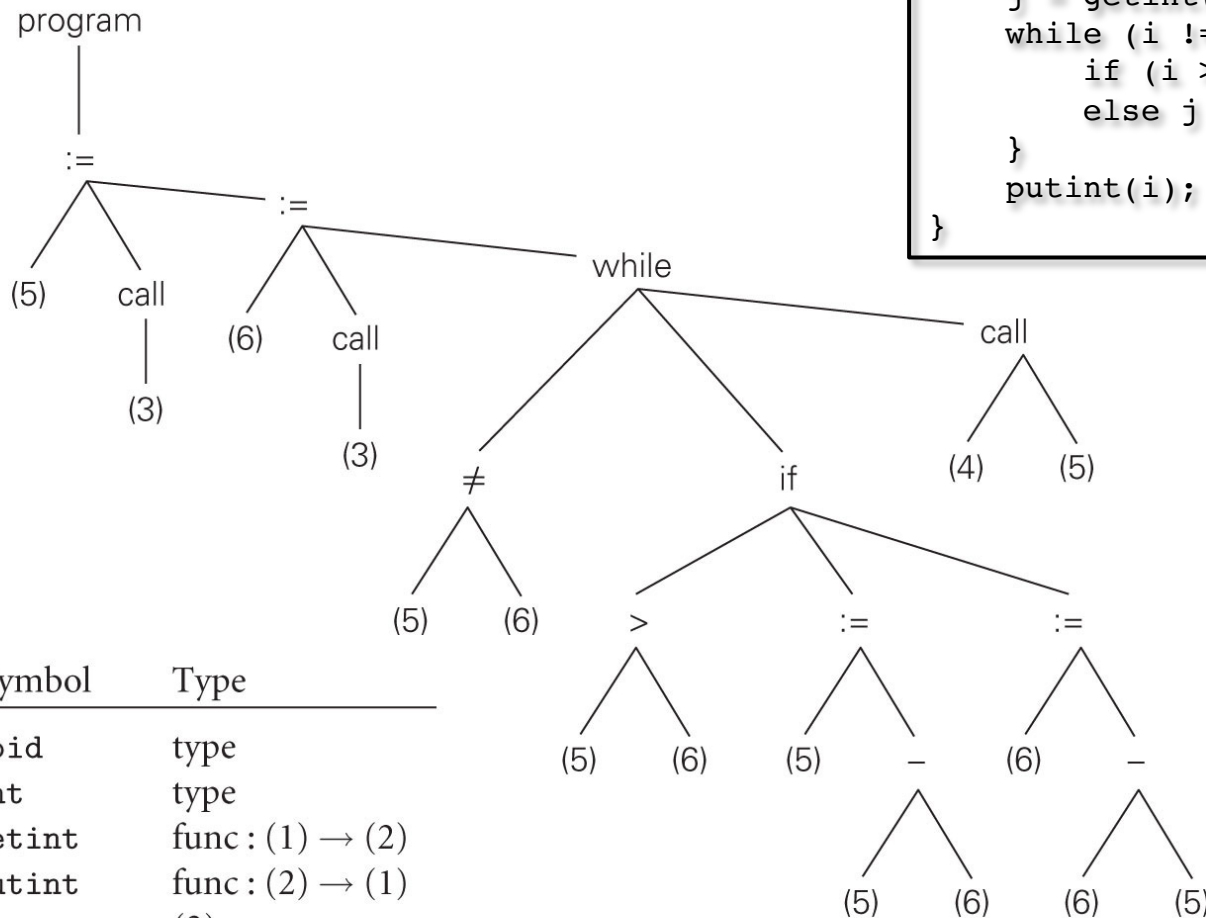 program
j = getint(
while (i !=
if (i >
else j
}
putint(i);
}
:=
:=
while
(5) call
(6) call
call
(3)
(3)
≠
if
(4) (5)
(5) (6)
> := :=
(5) (6) (5) − (6) −
(5) (6) (6) (5)
ymbol Type
oid type
nt type
etint func : (1) → (2)
utint func : (2) → (1)